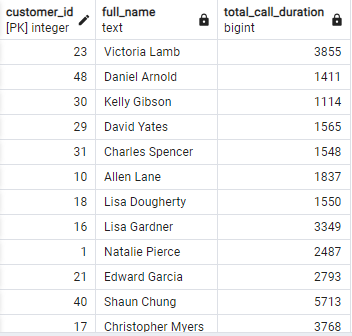 customer_id full_name total_call_duration
[PK] integer text bigint
23 Victoria Lamb 3855
48 Daniel Arnold 1411
30 Kelly Gibson 1114
29 David Yates 1565
31 Charles Spencer 1548
10 Allen Lane 1837
18 Lisa Dougherty 1550
16 Lisa Gardner 3349
1 Natalie Pierce 2487
21 Edward Garcia 2793
40 Shaun Chung 5713
17 Christopher Myers 3768